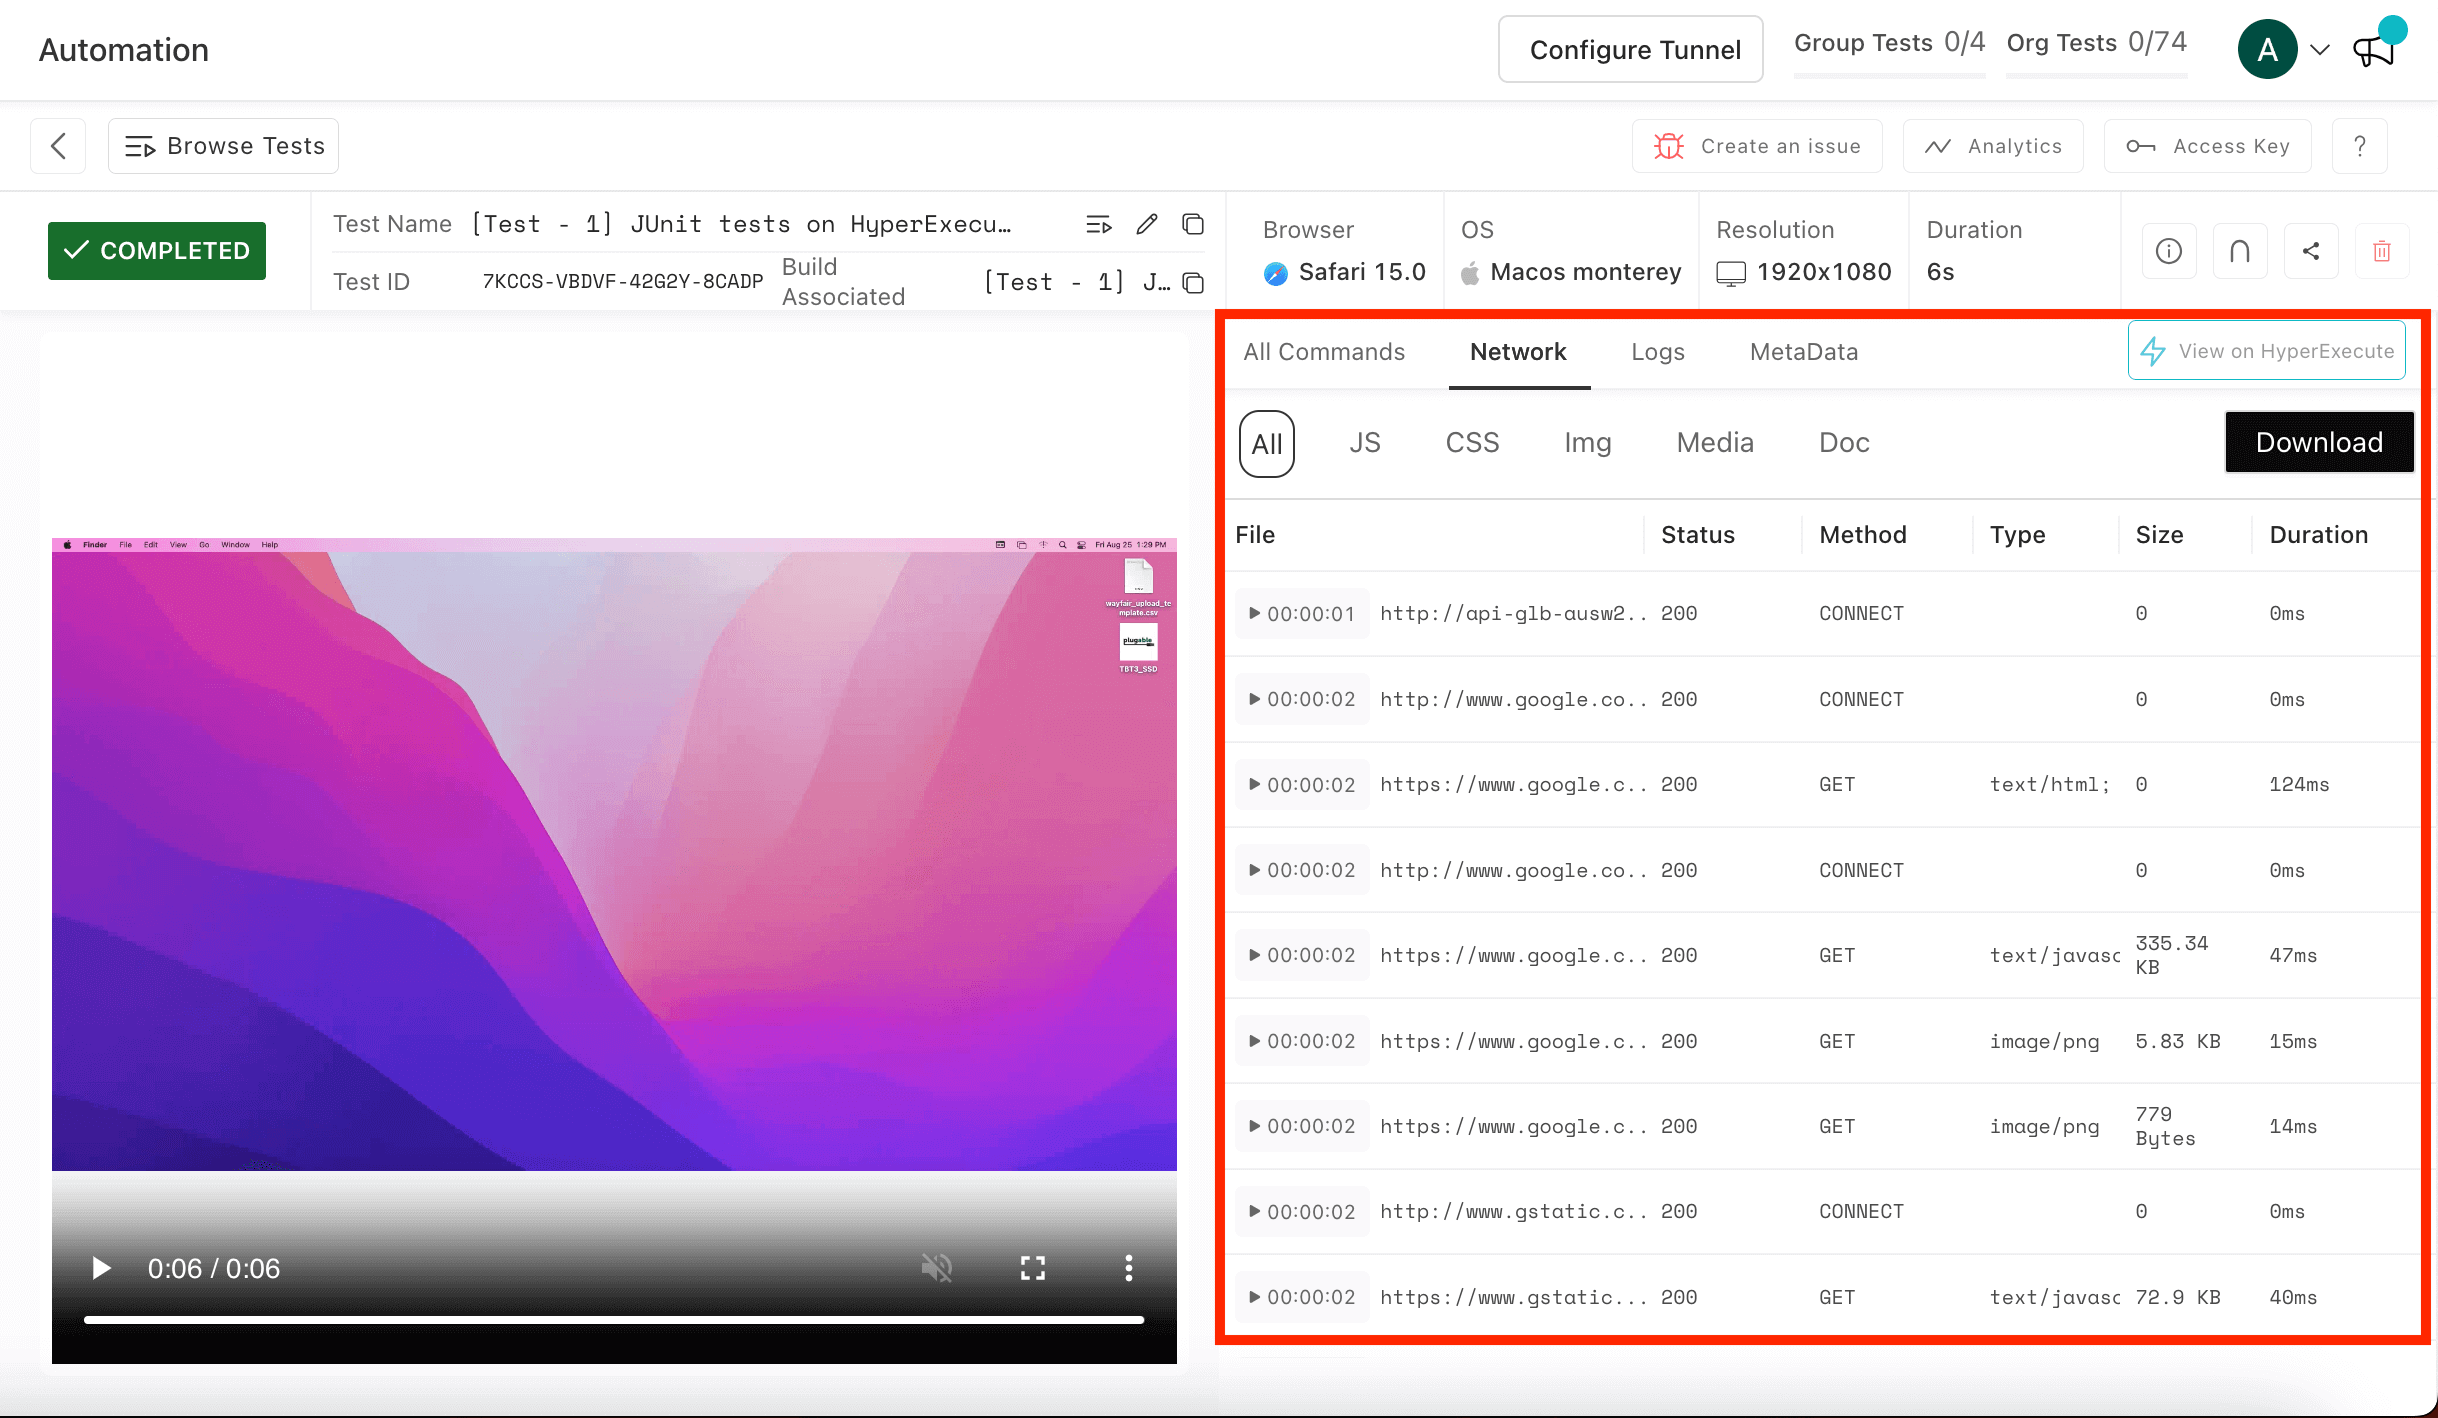 Automation
Configure Tunnel
Group Tests 0/4
Org Tests 0/74
A
Browse Tests
Create an issue
Analytics
Access Key
?
COMPLETED
Test Name [Test - 1] JUnit tests on HyperExecu…
Test ID 7KCCS-VBDVF-42G2Y-8CADP
Build
Associated
[Test - 1] J…
Browser
Safari 15.0
OS
Macos monterey
Resolution
1920x1080
Duration
6s
Finder File Edit View Go Window Help
Fri Aug 25 1:29 PM
wayfair_upload_te
mplate.csv
plugable
TBT3_SSD
0:06 / 0:06
All Commands Network Logs MetaData
View on HyperExecute
All JS CSS Img Media Doc
Download
File Status Method Type Size Duration
00:00:01 http://api-glb-ausw2.. 200 CONNECT 0 0ms
00:00:02 http://www.google.co.. 200 CONNECT 0 0ms
00:00:02 https://www.google.c.. 200 GET text/html; 0 124ms
00:00:02 http://www.google.co.. 200 CONNECT 0 0ms
00:00:02 https://www.google.c.. 200 GET text/javasc 335.34 KB 47ms
00:00:02 https://www.google.c.. 200 GET image/png 5.83 KB 15ms
00:00:02 https://www.google.c.. 200 GET image/png 779 Bytes 14ms
00:00:02 http://www.gstatic.c.. 200 CONNECT 0 0ms
00:00:02 https://www.gstatic... 200 GET text/javasc 72.9 KB 40ms